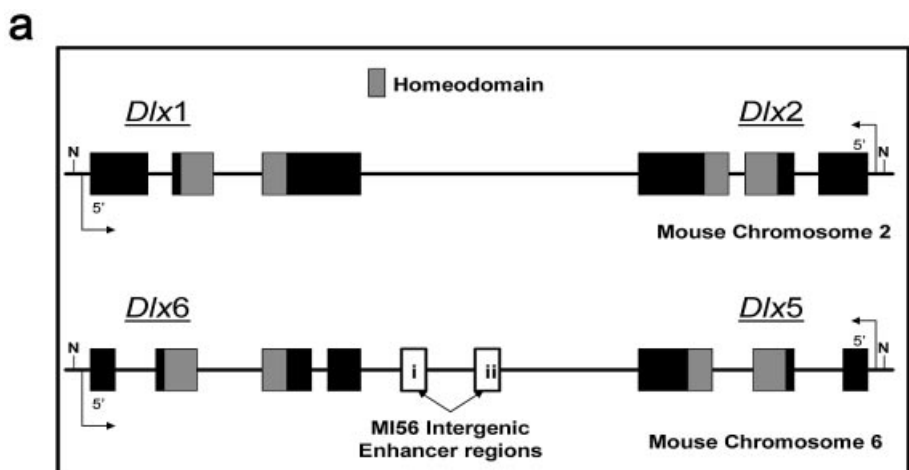 a
Homeodomain
Dlx1 Dlx2
N 5' N
5'
Mouse Chromosome 2
Dlx6 Dlx5
N 5' N
i ii
5'
MI56 Intergenic
Enhancer regions
Mouse Chromosome 6